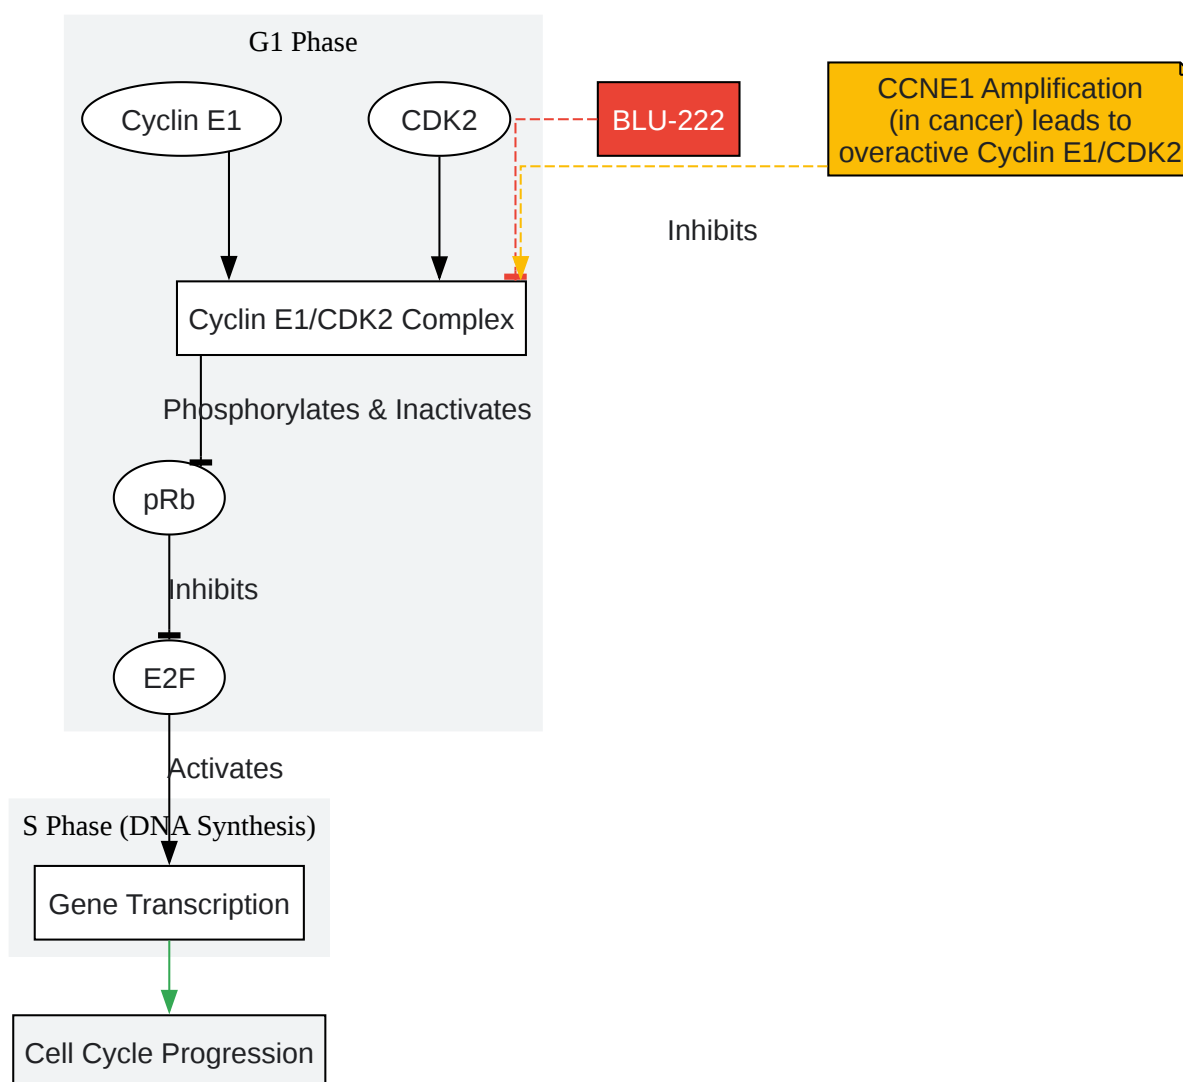 G1 Phase
Cyclin E1
CDK2
BLU-222
CCNE1 Amplification
(in cancer) leads to
overactive Cyclin E1/CDK2
Inhibits
Cyclin E1/CDK2 Complex
Phosphorylates & Inactivates
pRb
Inhibits
E2F
Activates
S Phase (DNA Synthesis)
Gene Transcription
Cell Cycle Progression